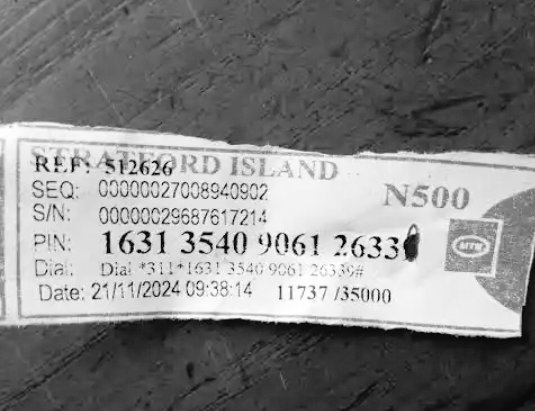 STRATFORD ISLAND
REF: 512626
N500
SEQ: 00000027008940902
S/N: 00000029687617214
PIN: 1631 3540 9061 2633
MTN
Dial: Dial *311*1631 3540 9061 26339#
Date: 21/11/2024 09:38:14 11737 /35000